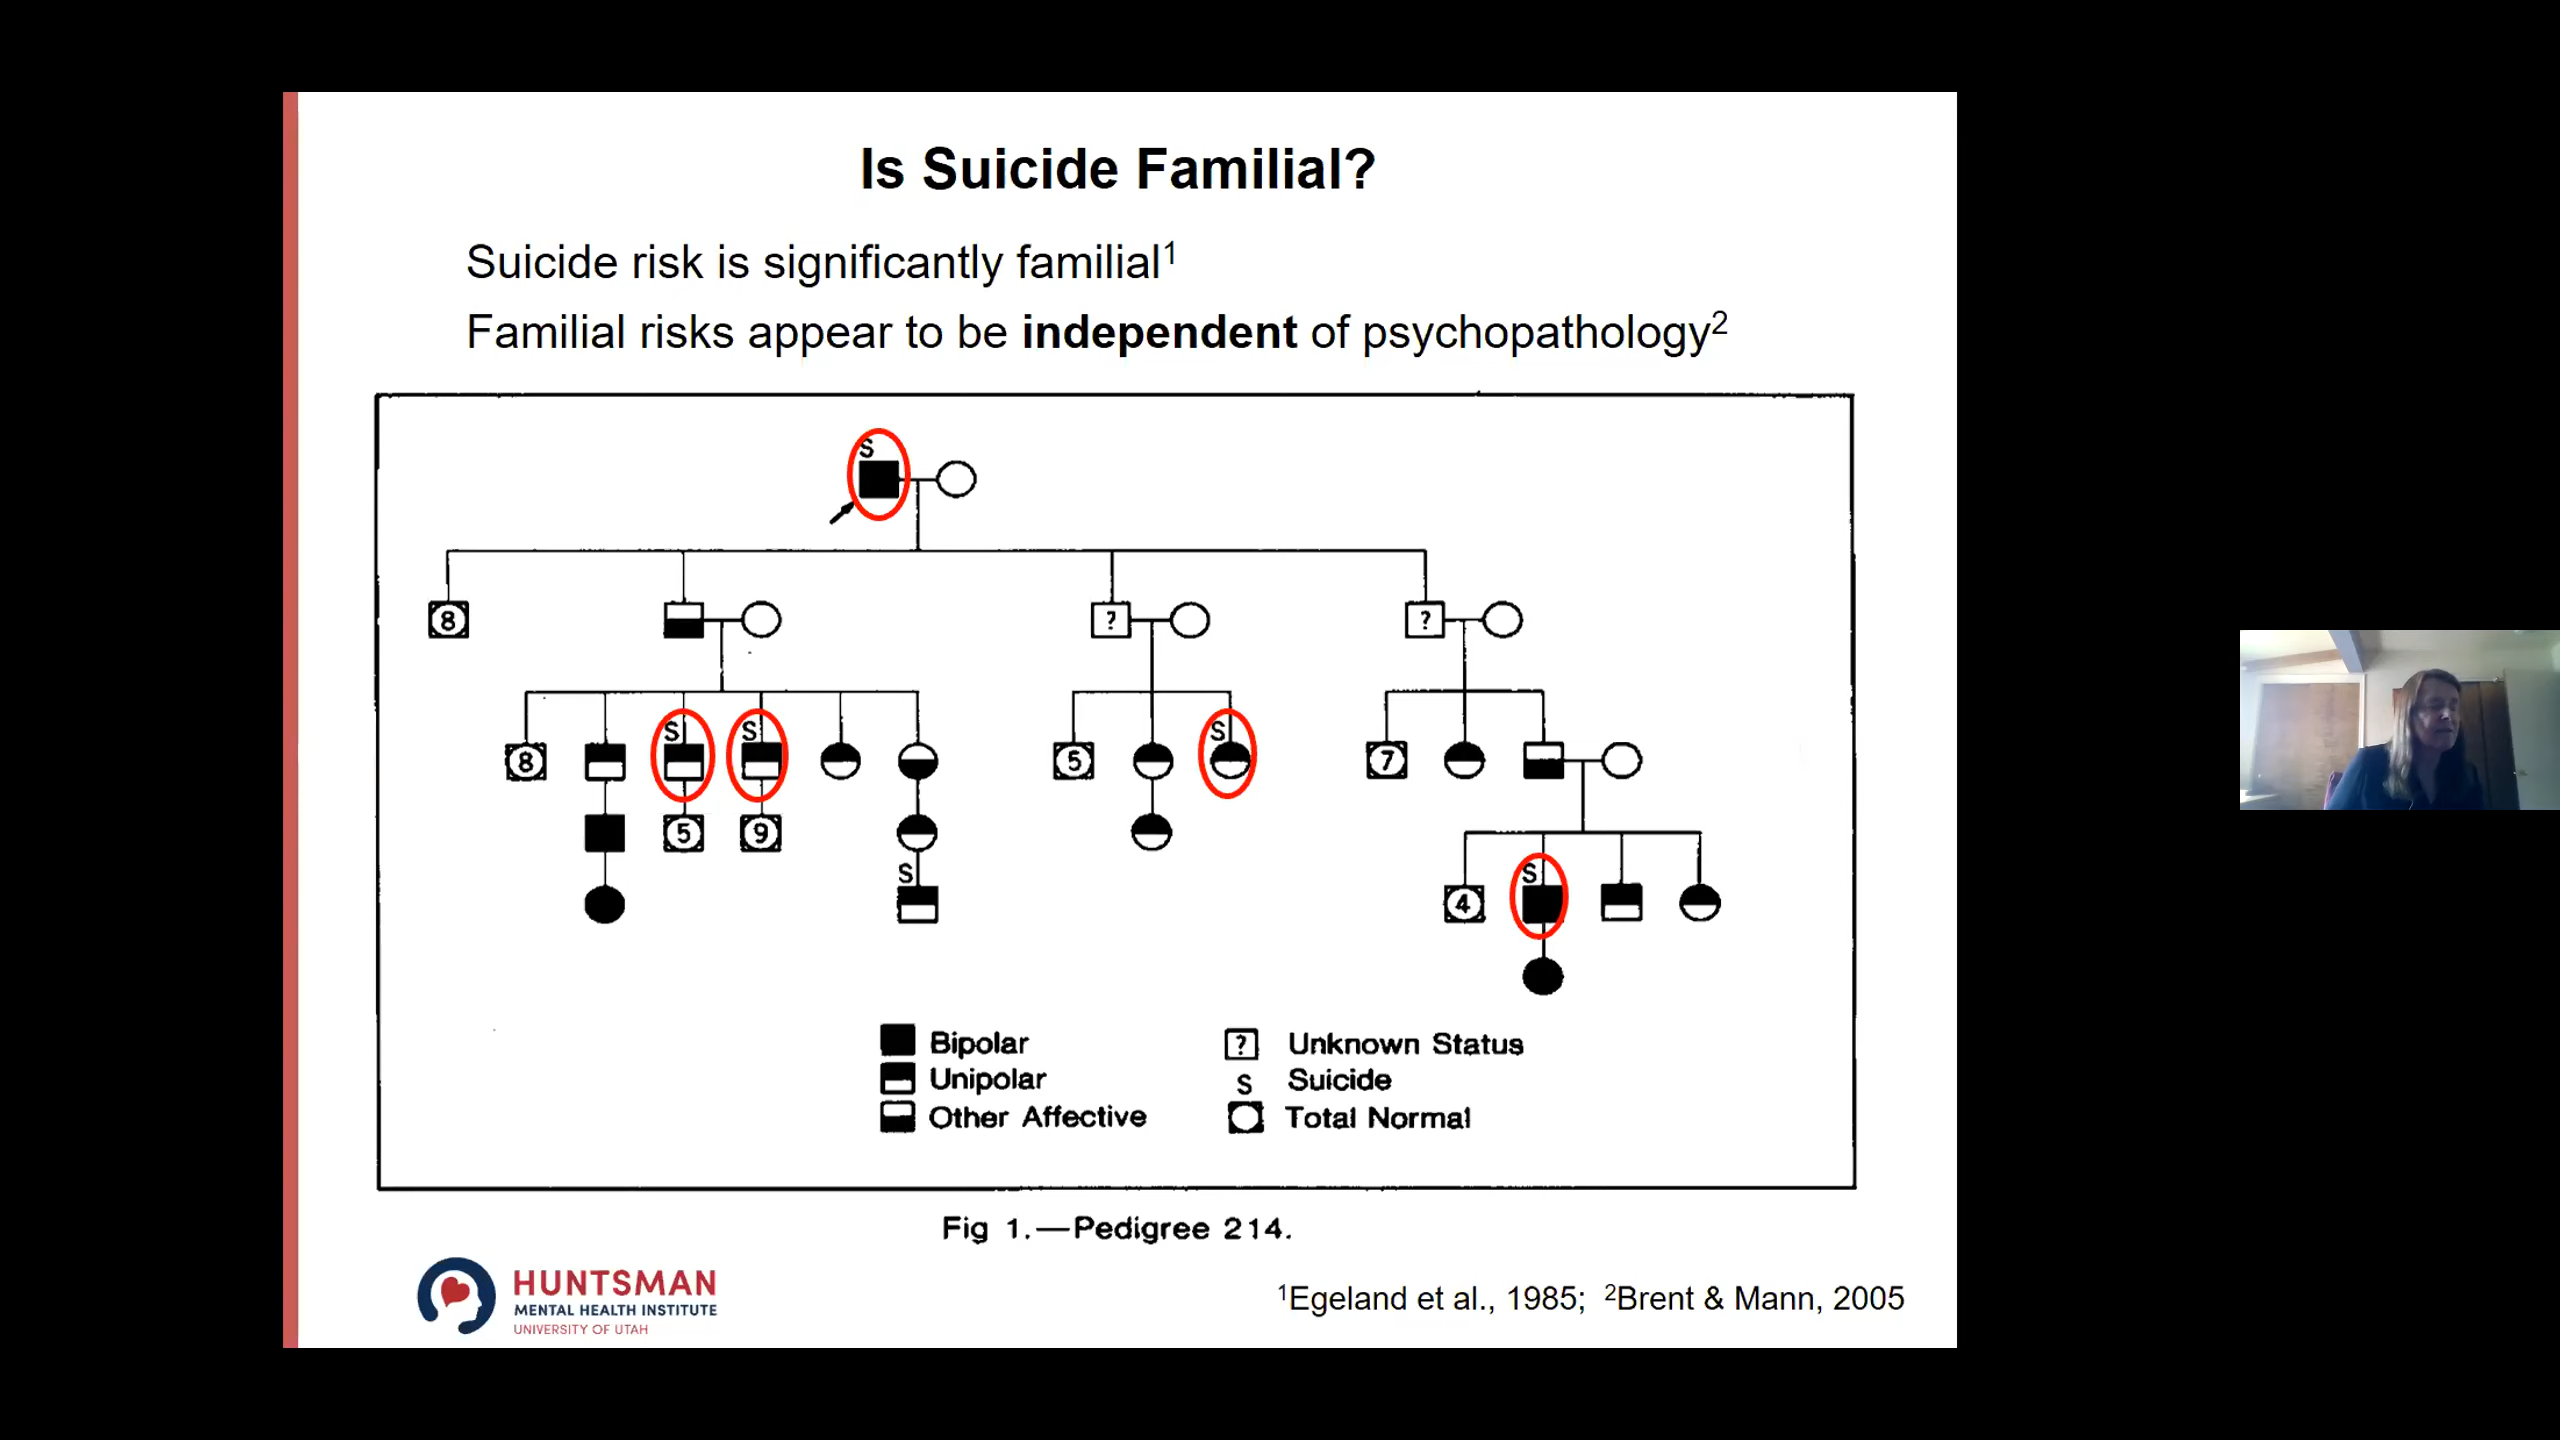 Is Suicide Familial?
Suicide risk is significantly familial¹
Familial risks appear to be independent of psychopathology²
S
8
?
?
S
S
S
8
5
7
5
9
S
S
4
Bipolar
? Unknown Status
Unipolar
S Suicide
Other Affective
Total Normal
Fig 1.—Pedigree 214.
HUNTSMAN
MENTAL HEALTH INSTITUTE
UNIVERSITY OF UTAH
¹Egeland et al., 1985; ²Brent & Mann, 2005